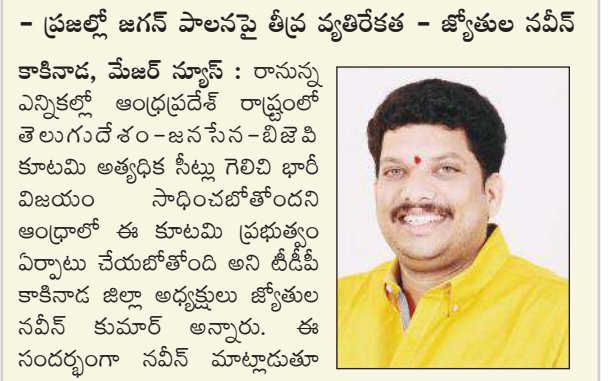 - ప్రజల్లో జగన్ పాలనపై తీవ్ర వ్యతిరేకత - జ్యోతుల నవీన్
కాకినాడ, మేజర్ న్యూస్ : రానున్న
ఎన్నికల్లో ఆంధ్రప్రదేశ్ రాష్ట్రంలో
తెలుగుదేశం-జనసేన-బిజెపి
కూటమి అత్యధిక సీట్లు గెలిచి భారీ
విజయం సాధించబోతోందని
ఆంధ్రాలో ఈ కూటమి ప్రభుత్వం
ఏర్పాటు చేయబోతోంది అని టీడీపీ
కాకినాడ జిల్లా అధ్యక్షులు జ్యోతుల
నవీన్ కుమార్ అన్నారు. ఈ
సందర్భంగా నవీన్ మాట్లాడుతూ